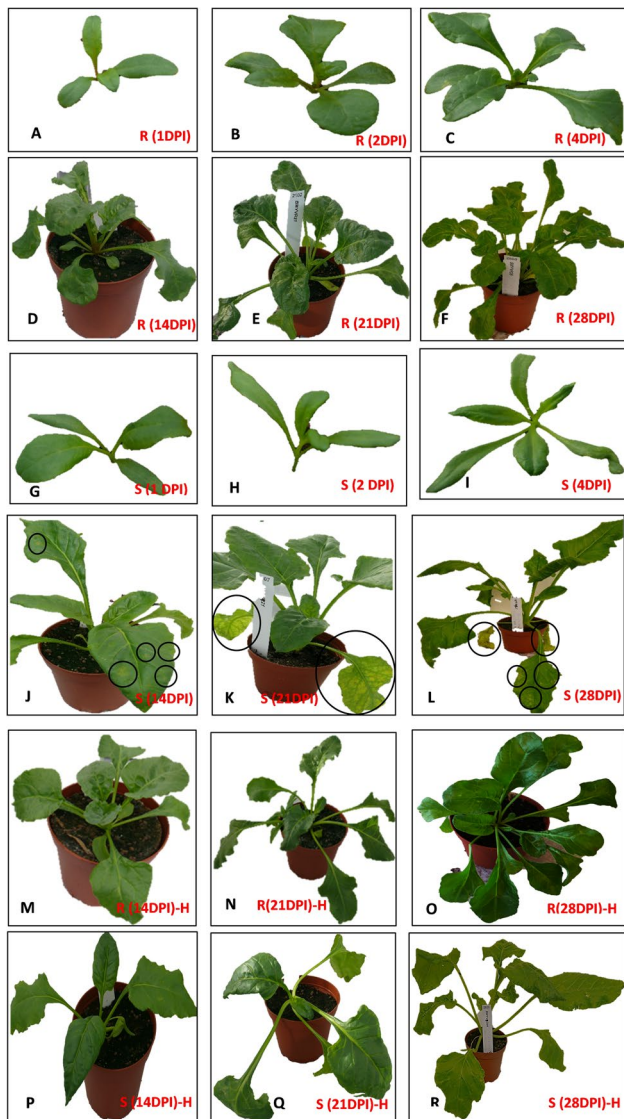 A
R (1DPI)
B
R (2DPI)
C
R (4DPI)
D
R (14DPI)
E
R (21DPI)
F
R (28DPI)
G
S (1 DPI)
H
S (2 DPI)
I
S (4DPI)
J
S (14DPI)
K
S (21DPI)
L
S (28DPI)
M
R (14DPI)-H
N
R(21DPI)-H
O
R(28DPI)-H
P
S (14DPI)-H
Q
S (21DPI)-H
R
S (28DPI)-H